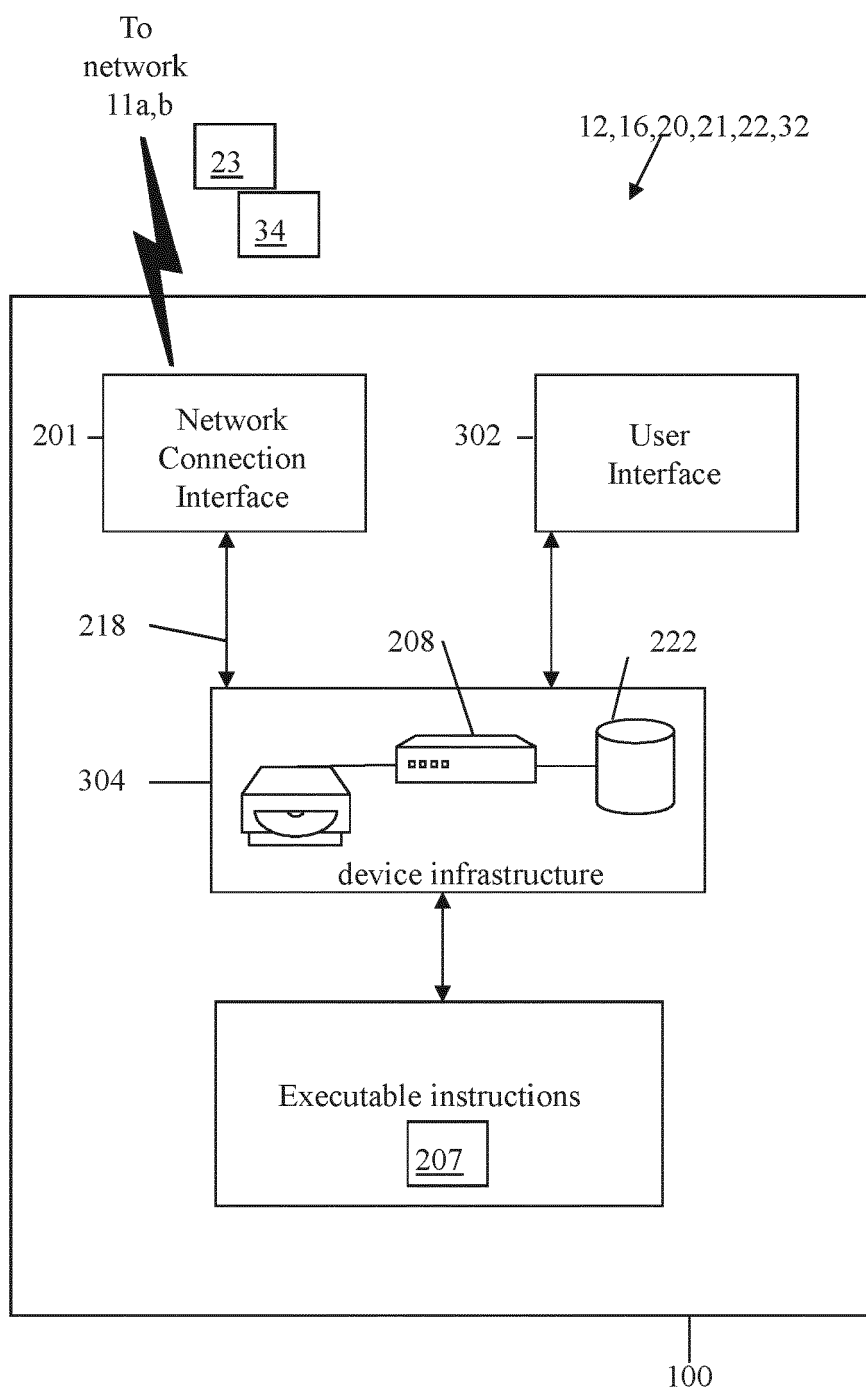 To
network
11a,b
23
34
12,16,20,21,22,32
201
Network
Connection
Interface
302
User
Interface
218
208
222
304
device infrastructure
Executable instructions
207
100